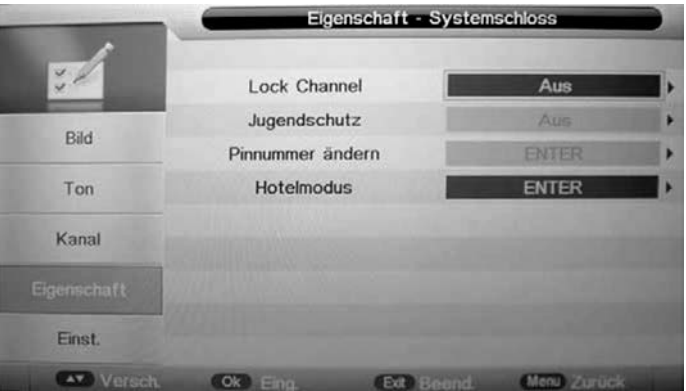 Eigenschaft - Systemschloss
Lock Channel Aus
Jugendschutz Aus
Pinnummer ändern ENTER
Hotelmodus ENTER
Bild
Ton
Kanal
Eigenschaft
Einst.
Versch. Ok Eing. Exit Beend. Menu Zurück